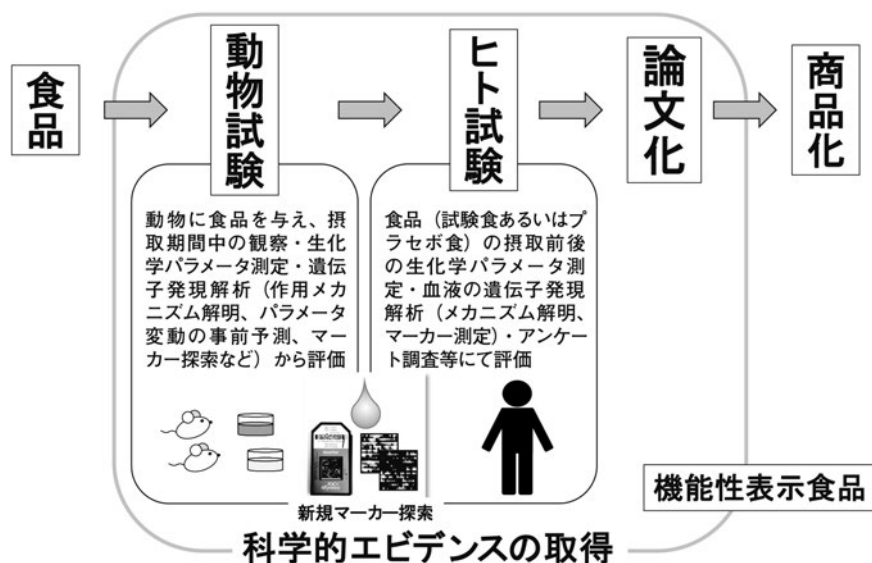 食品
動物試験
ヒト試験
論文化
商品化
動物に食品を与え、摂
取期間中の観察・生化
学パラメータ測定・遺伝
子発現解析（作用メカ
ニズム解明、パラメータ
変動の事前予測、マー
カー探索など）から評価
食品（試験食あるいはプ
ラセボ食）の摂取前後
の生化学パラメータ測
定・血液の遺伝子発現
解析（メカニズム解明、
マーカー測定）・アンケー
ト調査等にて評価
新規マーカー探索
機能性表示食品
科学的エビデンスの取得